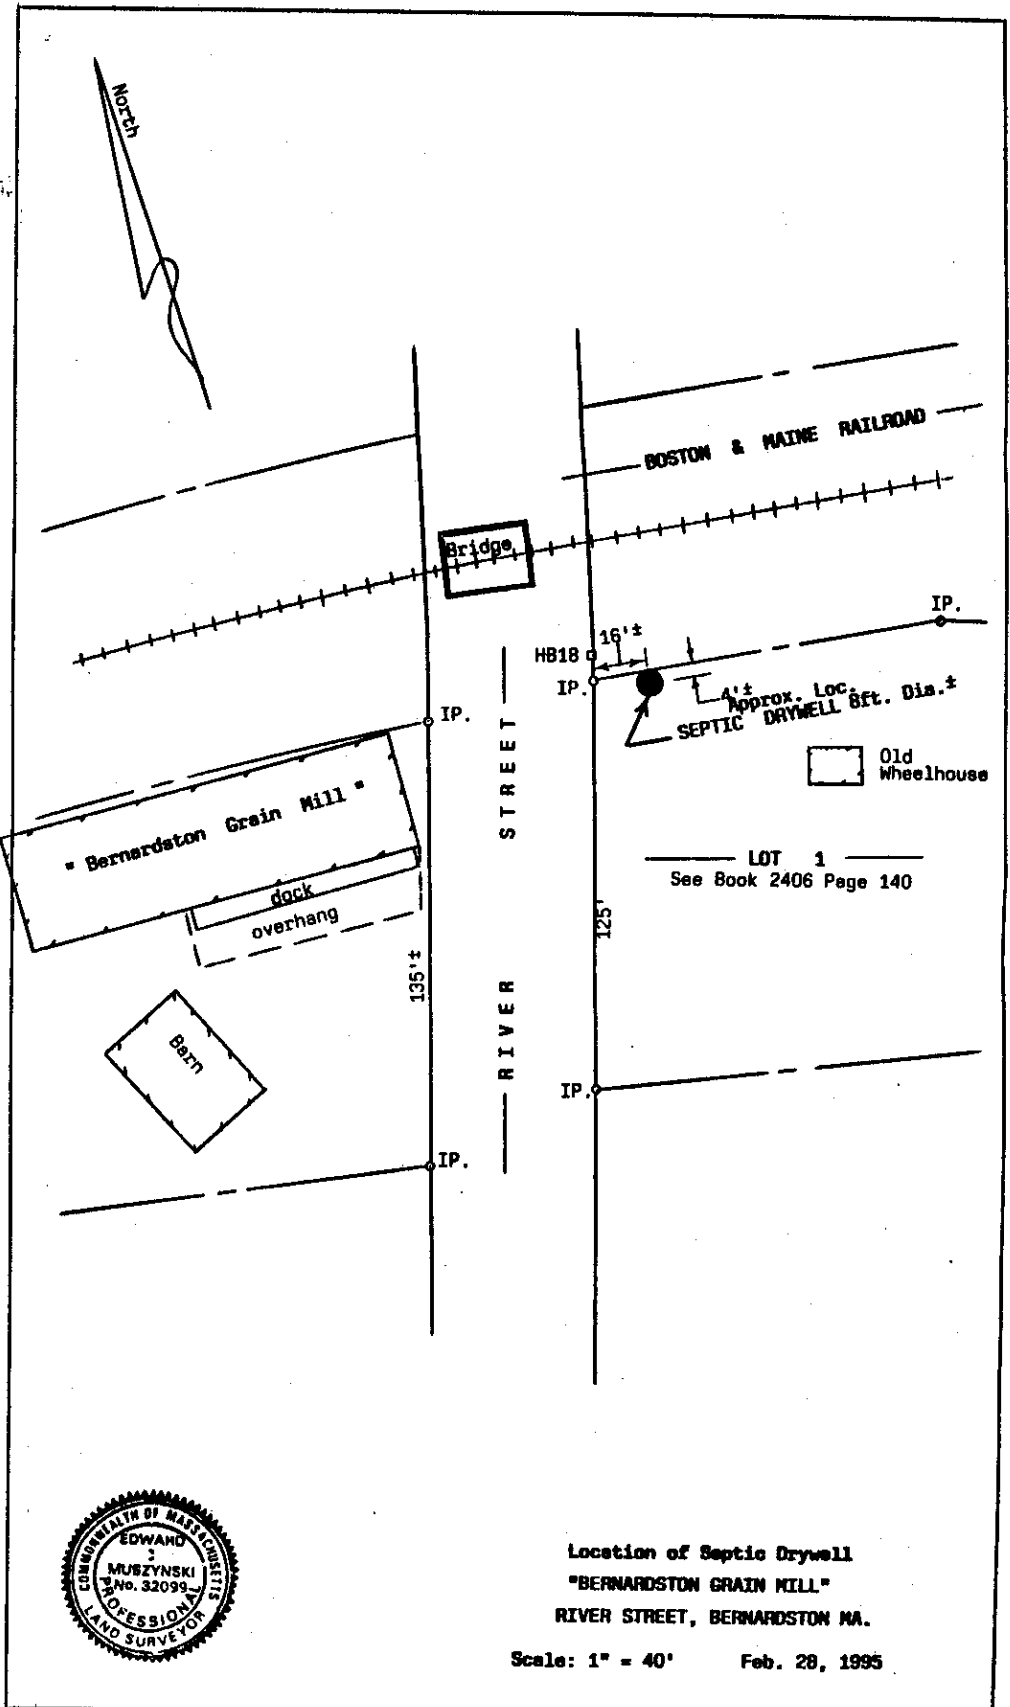 North
BOSTON & MAINE RAILROAD
Bridge
IP.
HB18
16'±
IP.
4'±
Approx. Loc.
SEPTIC DRYWELL 8ft. Dia.±
IP.
Old
Wheelhouse
" Bernardston Grain Mill "
dock
overhang
RIVER STREET
LOT 1
See Book 2406 Page 140
125'
135'±
Barn
IP.
IP.
COMMONWEALTH OF MASSACHUSETTS
EDWARD
MUSZYNSKI
No. 32099
PROFESSIONAL
LAND SURVEYOR
Location of Septic Drywell
"BERNARDSTON GRAIN MILL"
RIVER STREET, BERNARDSTON MA.
Scale: 1" = 40' Feb. 28, 1995